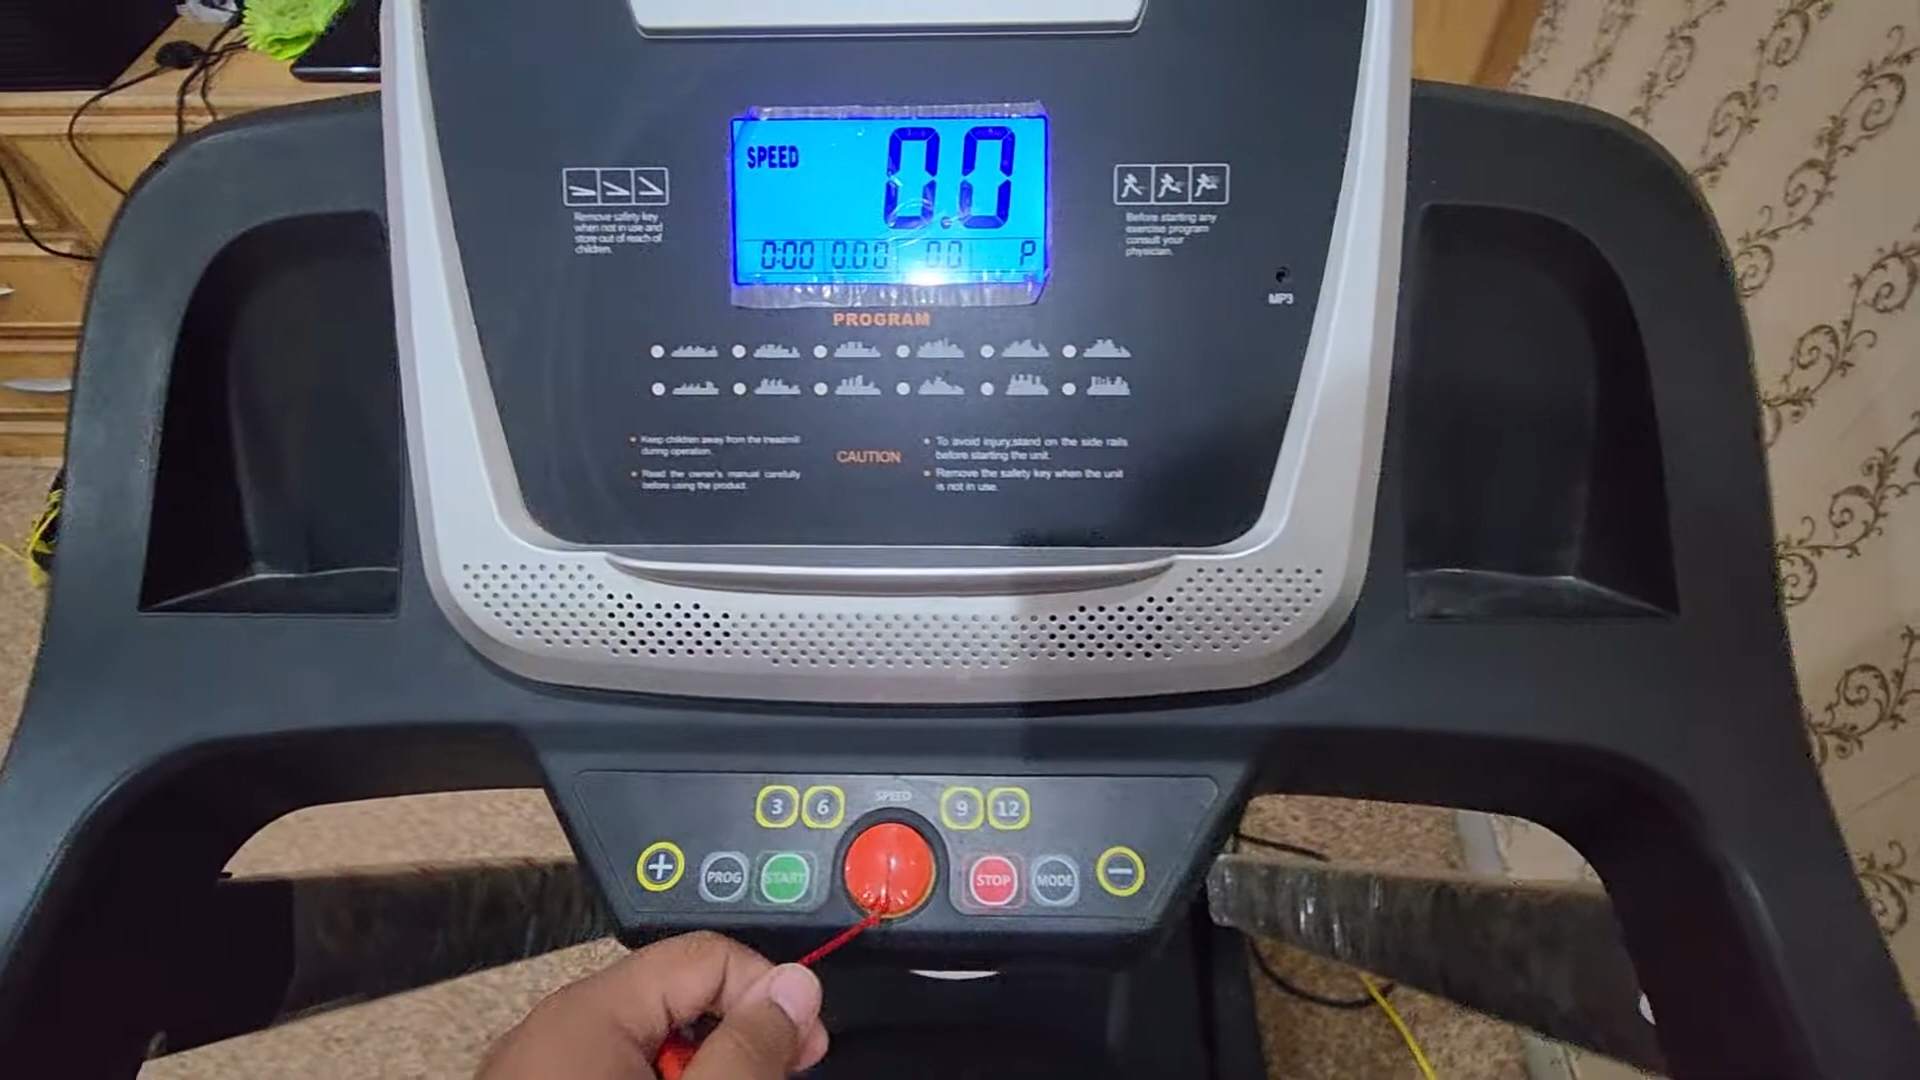 SPEED 0.0
0:00 0.00 0.0 P
Remove safety key
when not in use and
store out of reach of
children.
Before starting any
exercise program
consult your
physician.
MP3
PROGRAM
Keep children away from the treadmill
during operation.
Read the owner's manual carefully
before using the product.
CAUTION
To avoid injury,stand on the side rails
before starting the unit.
Remove the safety key when the unit
is not in use.
3 6 SPEED 9 12
+ PROG START STOP MODE −